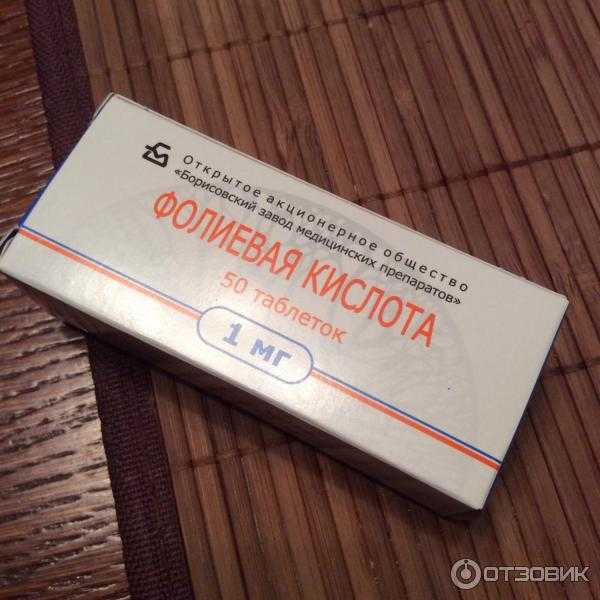 Открытое акционерное общество
«Борисовский завод медицинских препаратов»
ФОЛИЕВАЯ КИСЛОТА
50 таблеток
1 мг
ОТЗОВИК